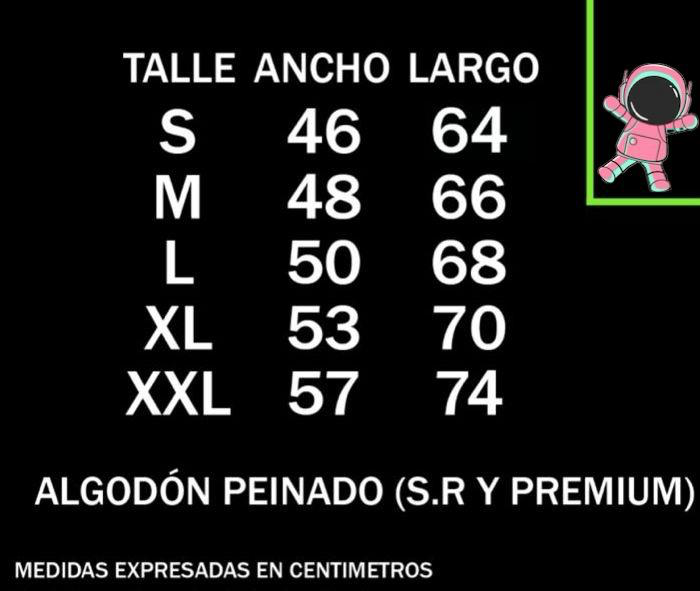 TALLE ANCHO LARGO
S 46 64
M 48 66
L 50 68
XL 53 70
XXL 57 74
ALGODÓN PEINADO (S.R Y PREMIUM)
MEDIDAS EXPRESADAS EN CENTIMETROS